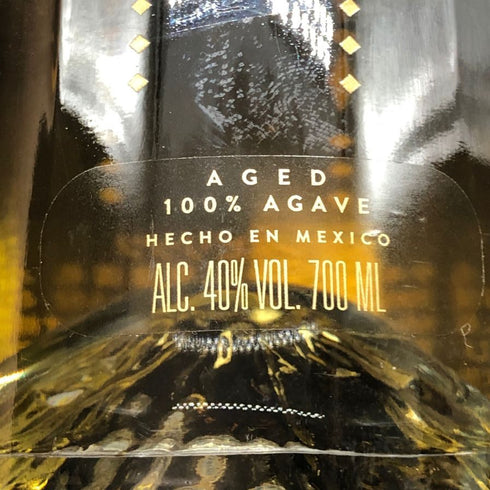 AGED
100% AGAVE
HECHO EN MEXICO
ALC. 40% VOL. 700 ML